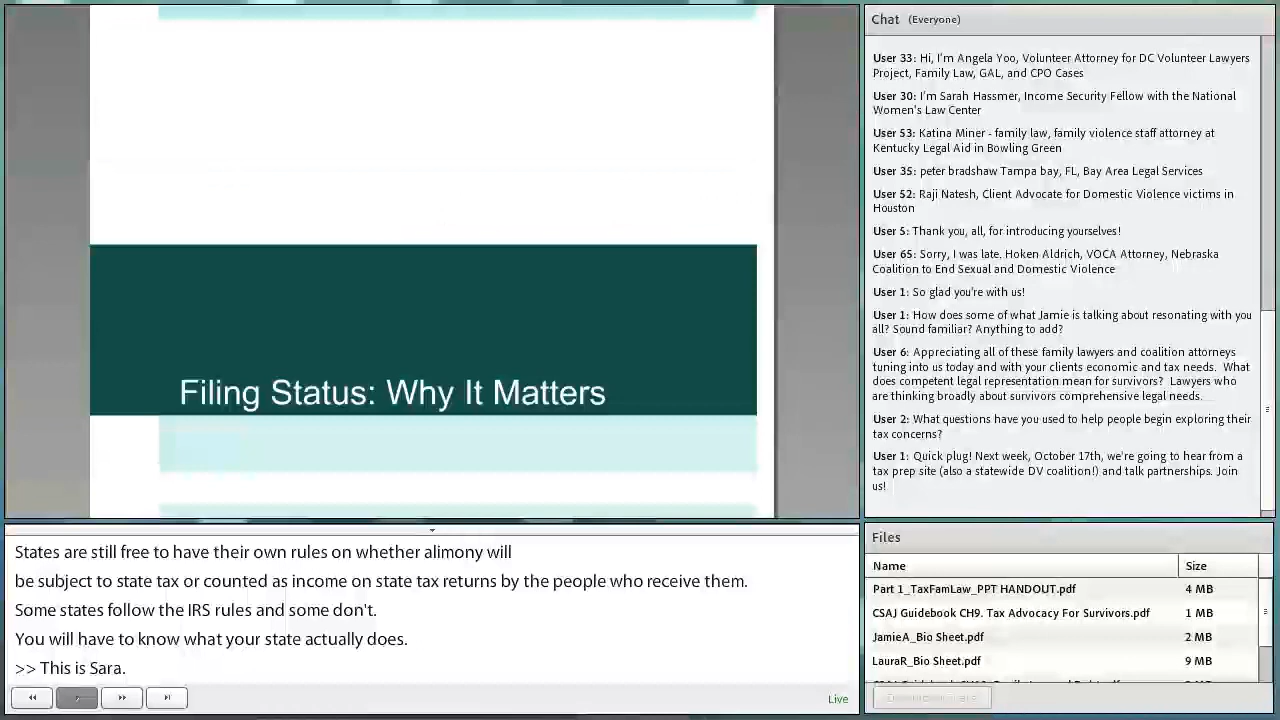 Filing Status: Why It Matters
States are still free to have their own rules on whether alimony will
be subject to state tax or counted as income on state tax returns by the people who receive them.
Some states follow the IRS rules and some don't.
You will have to know what your state actually does.
>> This is Sara.
Live
Chat (Everyone)
User 33: Hi, I'm Angela Yoo, Volunteer Attorney for DC Volunteer Lawyers
Project, Family Law, GAL, and CPO Cases
User 30: I'm Sarah Hassmer, Income Security Fellow with the National
Women's Law Center
User 53: Katina Miner - family law, family violence staff attorney at
Kentucky Legal Aid in Bowling Green
User 35: peter bradshaw Tampa bay, FL, Bay Area Legal Services
User 52: Raji Natesh, Client Advocate for Domestic Violence victims in
Houston
User 5: Thank you, all, for introducing yourselves!
User 65: Sorry, I was late. Hoken Aldrich, VOCA Attorney, Nebraska
Coalition to End Sexual and Domestic Violence
User 1: So glad you're with us!
User 1: How does some of what Jamie is talking about resonating with you
all? Sound familiar? Anything to add?
User 6: Appreciating all of these family lawyers and coalition attorneys
tuning into us today and with your clients economic and tax needs. What
does competent legal representation mean for survivors? Lawyers who
are thinking broadly about survivors comprehensive legal needs.
User 2: What questions have you used to help people begin exploring their
tax concerns?
User 1: Quick plug! Next week, October 17th, we're going to hear from a
tax prep site (also a statewide DV coalition!) and talk partnerships. Join
us!
Files
Name Size
Part 1_TaxFamLaw_PPT HANDOUT.pdf 4 MB
CSAJ Guidebook CH9. Tax Advocacy For Survivors.pdf 1 MB
JamieA_Bio Sheet.pdf 2 MB
LauraR_Bio Sheet.pdf 9 MB